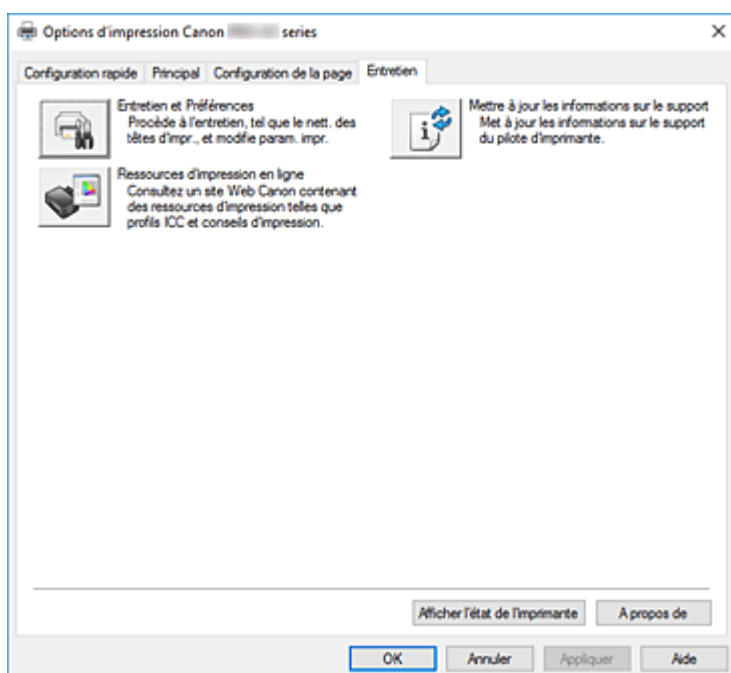 Options d'impression Canon series
Configuration rapide Principal Configuration de la page Entretien
Entretien et Préférences
Procède à l'entretien, tel que le nett. des
têtes d'impr., et modifie param. impr.
Mettre à jour les informations sur le support
Met à jour les informations sur le support
du pilote d'imprimante.
Ressources d'impression en ligne
Consultez un site Web Canon contenant
des ressources d'impression telles que
profils ICC et conseils d'impression.
Afficher l'état de l'imprimante A propos de
OK Annuler Appliquer Aide